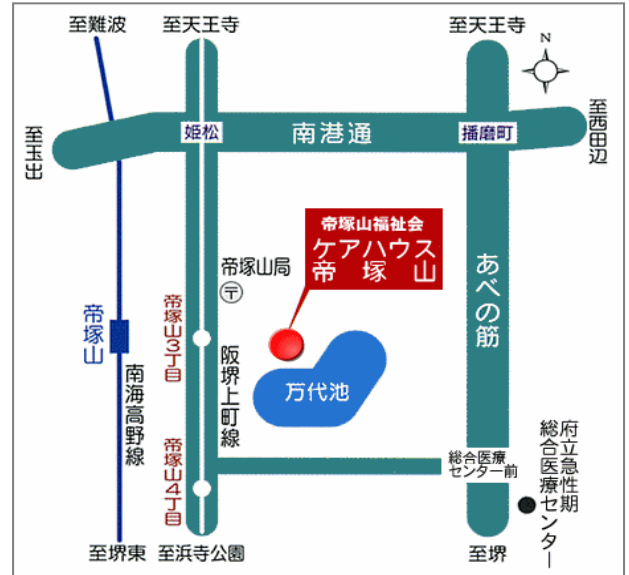 至難波
至天王寺
至天王寺
N
至玉出
姫松
南港通
播磨町
至西田辺
帝塚山福祉会
ケアハウス
帝塚山
帝塚山局
〒
あべの筋
帝塚山
帝塚山3丁目
南海高野線
阪堺上町線
万代池
帝塚山4丁目
総合医療
センター前
府立急性期
総合医療センター
至堺東
至浜寺公園
至堺